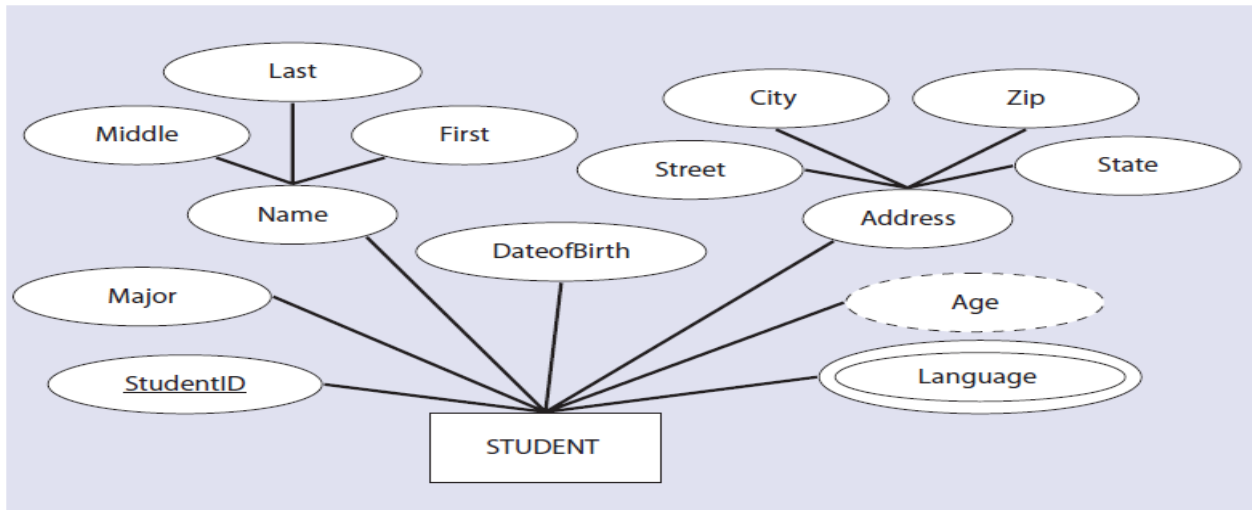 Last
City
Zip
Middle
First
Street
State
Name
Address
DateofBirth
Major
Age
StudentID
Language
STUDENT